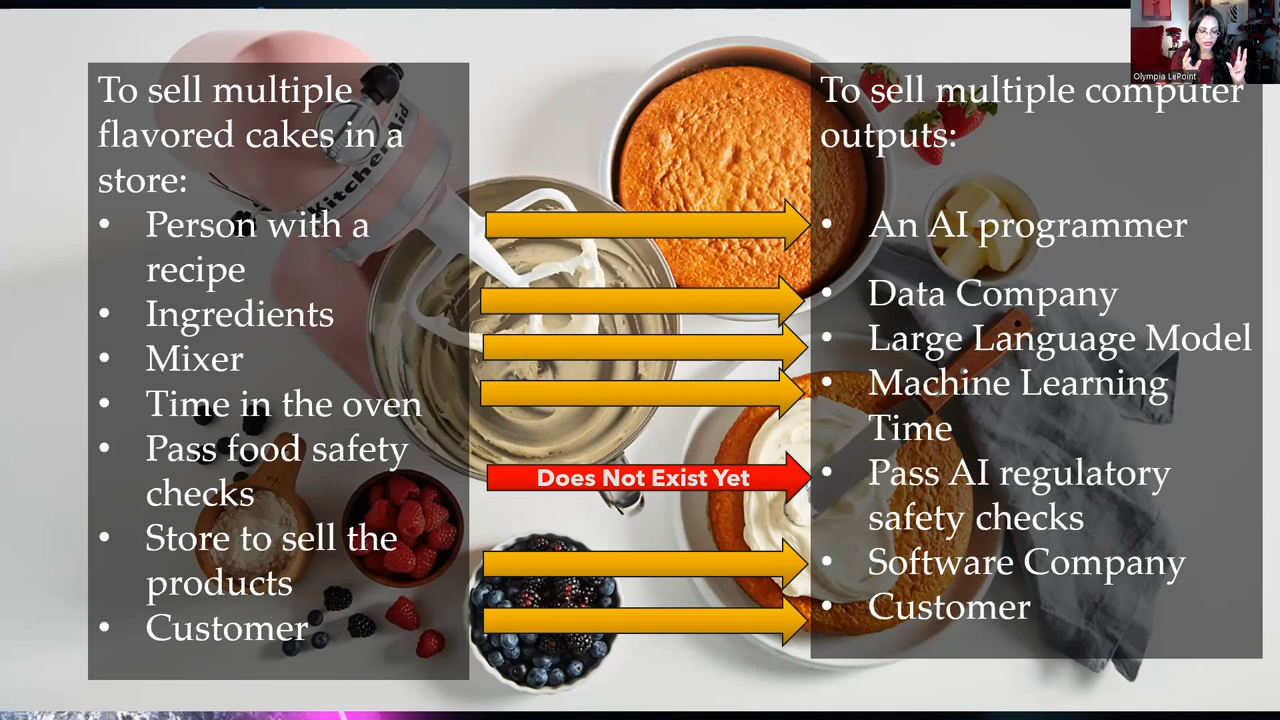 Olympia LePoint
To sell multiple
flavored cakes in a
store:
• Person with a
recipe
• Ingredients
• Mixer
• Time in the oven
• Pass food safety
checks
• Store to sell the
products
• Customer
KitchenAid
Does Not Exist Yet
To sell multiple computer
outputs:
• An AI programmer
• Data Company
• Large Language Model
• Machine Learning
Time
• Pass AI regulatory
safety checks
• Software Company
• Customer